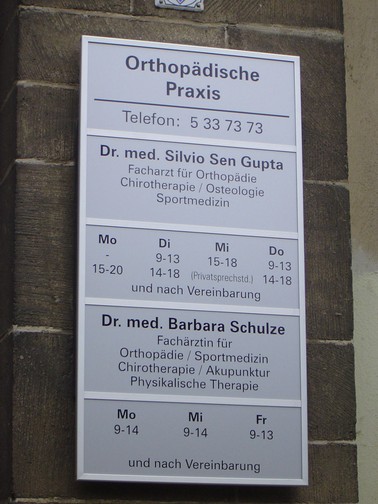 Orthopädische
Praxis
Telefon: 5 33 73 73
Dr. med. Silvio Sen Gupta
Facharzt für Orthopädie
Chirotherapie / Osteologie
Sportmedizin
Mo Di Mi Do
- 9-13 15-18 9-13
15-20 14-18 (Privatsprechstd.) 14-18
und nach Vereinbarung
Dr. med. Barbara Schulze
Fachärztin für
Orthopädie / Sportmedizin
Chirotherapie / Akupunktur
Physikalische Therapie
Mo Mi Fr
9-14 9-14 9-13
und nach Vereinbarung